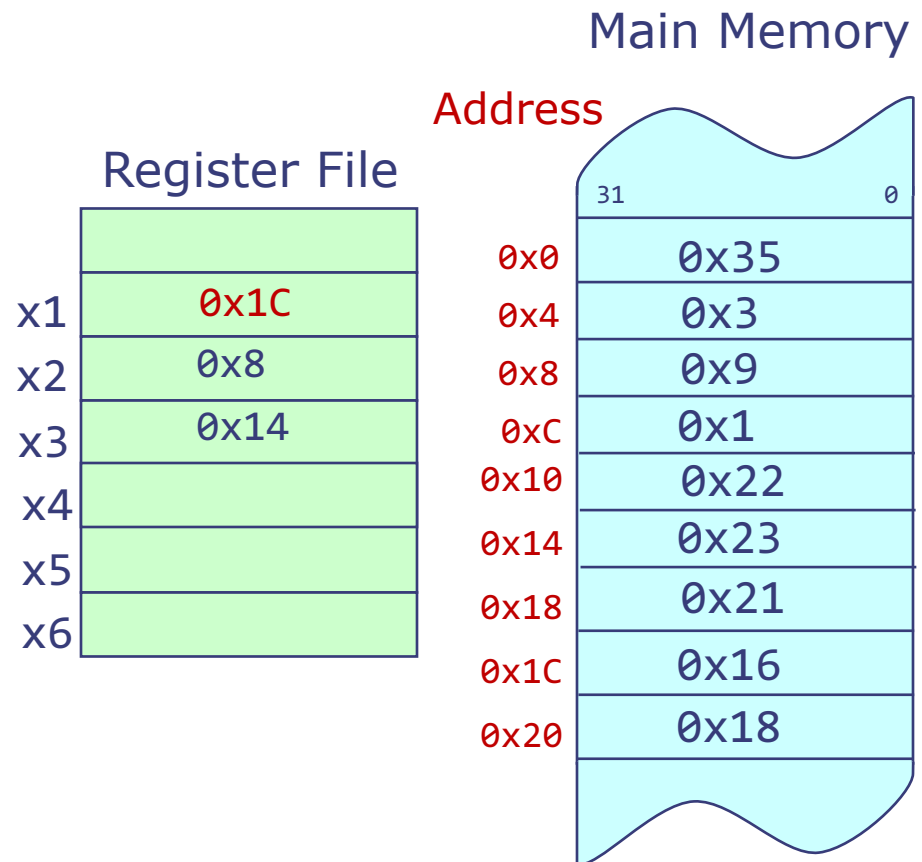 Main Memory
Address
Register File
31 0
0x0 0x35
x1 0x1C
0x4 0x3
x2 0x8
0x8 0x9
x3 0x14
0xC 0x1
x4
0x10 0x22
x5
0x14 0x23
x6
0x18 0x21
0x1C 0x16
0x20 0x18